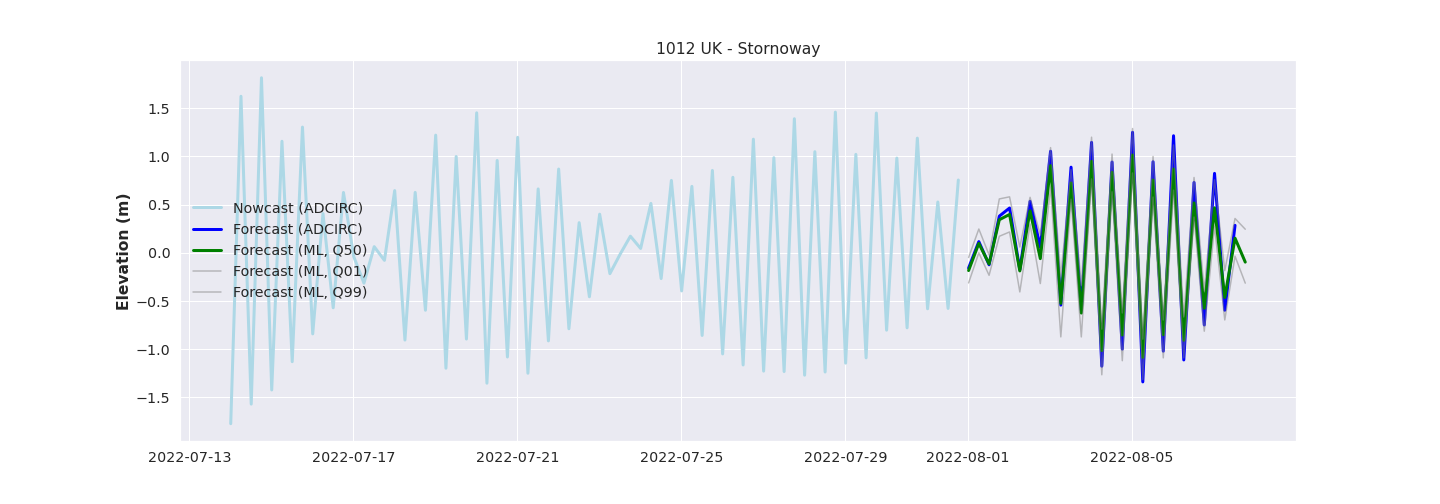 1012 UK - Stornoway
Elevation (m)
1.5
1.0
0.5
0.0
−0.5
−1.0
−1.5
Nowcast (ADCIRC)
Forecast (ADCIRC)
Forecast (ML, Q50)
Forecast (ML, Q01)
Forecast (ML, Q99)
2022-07-13 2022-07-17 2022-07-21 2022-07-25 2022-07-29 2022-08-01 2022-08-05